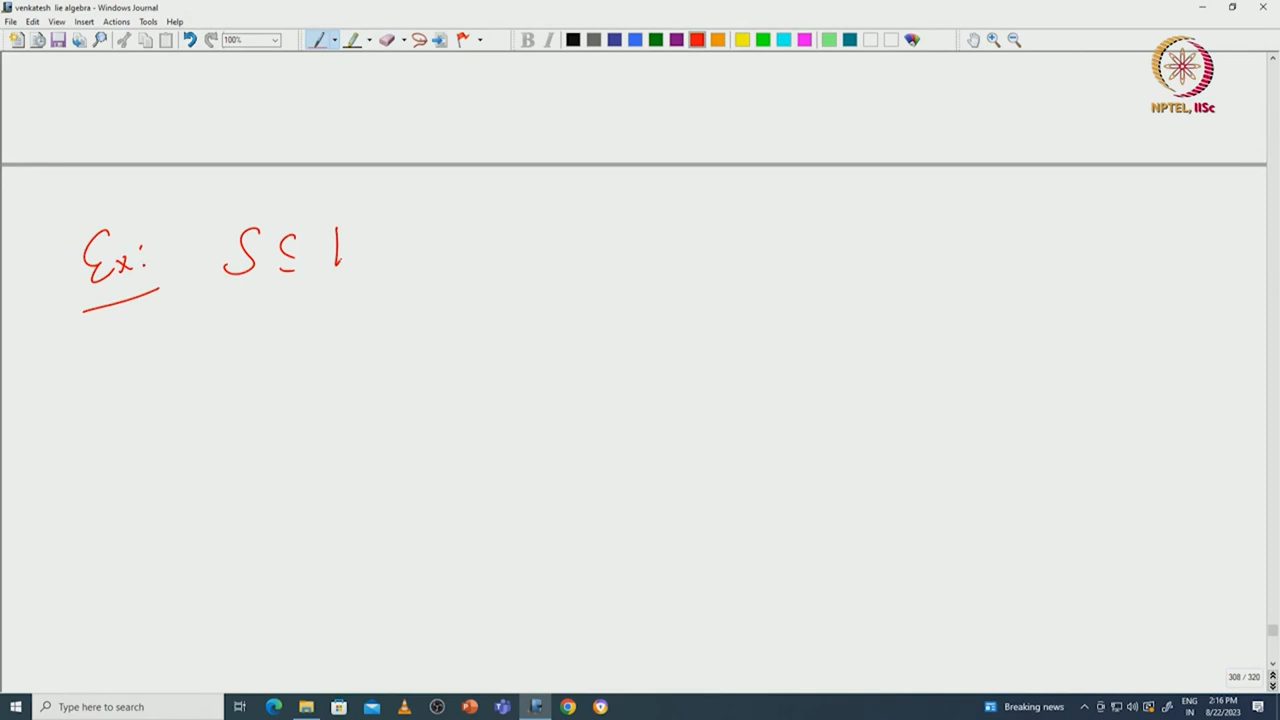 venkatesh lie algebra - Windows Journal
File Edit View Insert Actions Tools Help
100% B I
NPTEL, IISc
Ex: S ⊆
308 / 320
Type here to search
Breaking news
ENG 2:16 PM
IN 8/22/2023